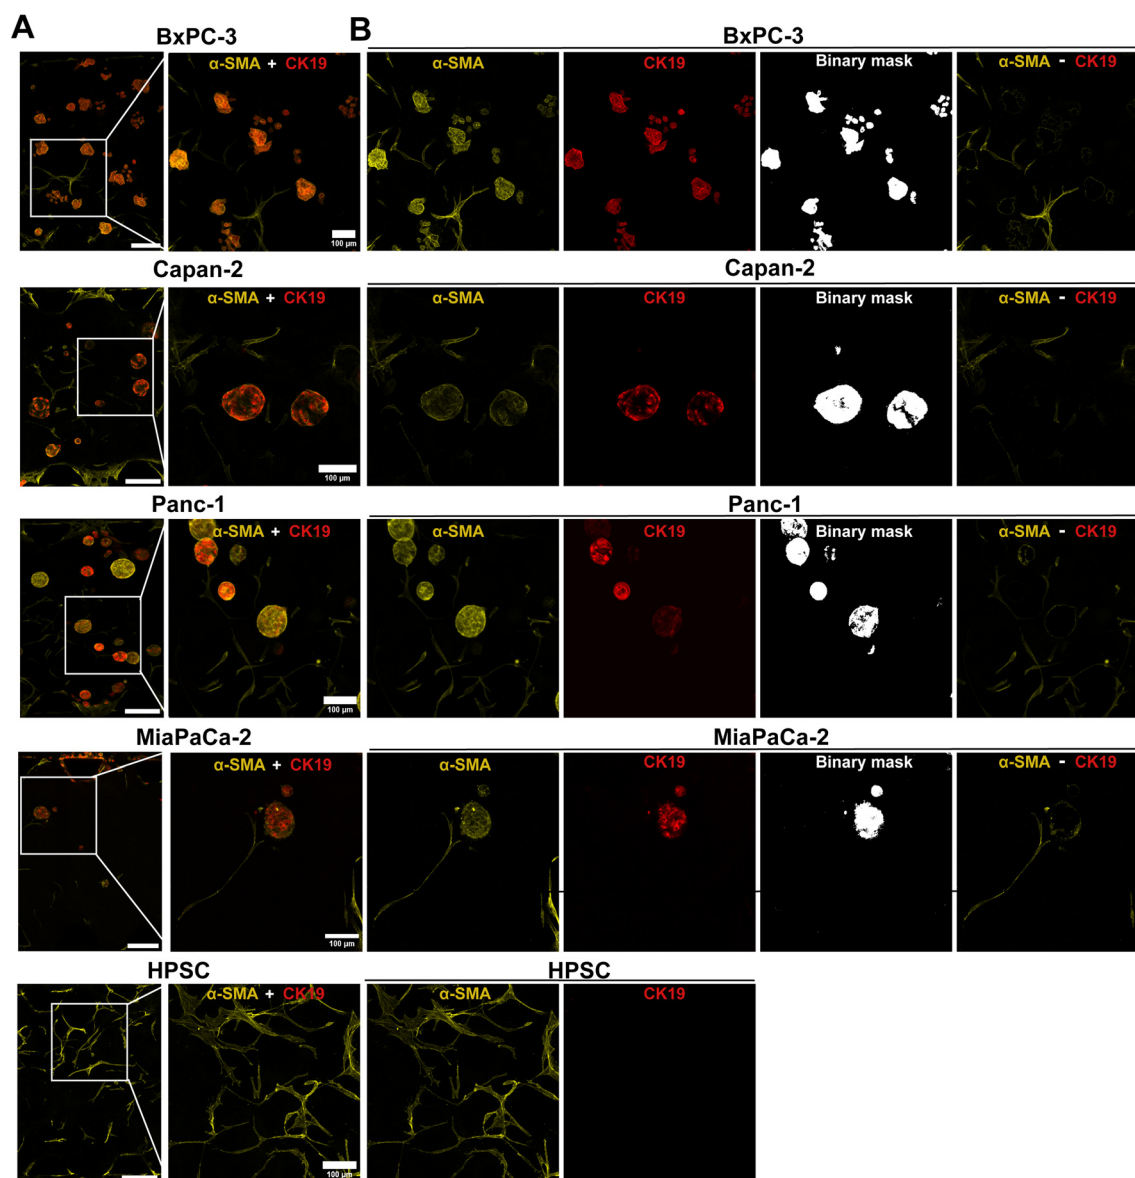 A B
BxPC-3 BxPC-3
α-SMA + CK19 α-SMA CK19 Binary mask α-SMA - CK19
100 µm
Capan-2 Capan-2
α-SMA + CK19 α-SMA CK19 Binary mask α-SMA - CK19
100 µm
Panc-1 Panc-1
α-SMA + CK19 α-SMA CK19 Binary mask α-SMA - CK19
100 µm
MiaPaCa-2 MiaPaCa-2
α-SMA + CK19 α-SMA CK19 Binary mask α-SMA - CK19
100 µm
HPSC HPSC
α-SMA + CK19 α-SMA CK19
100 µm